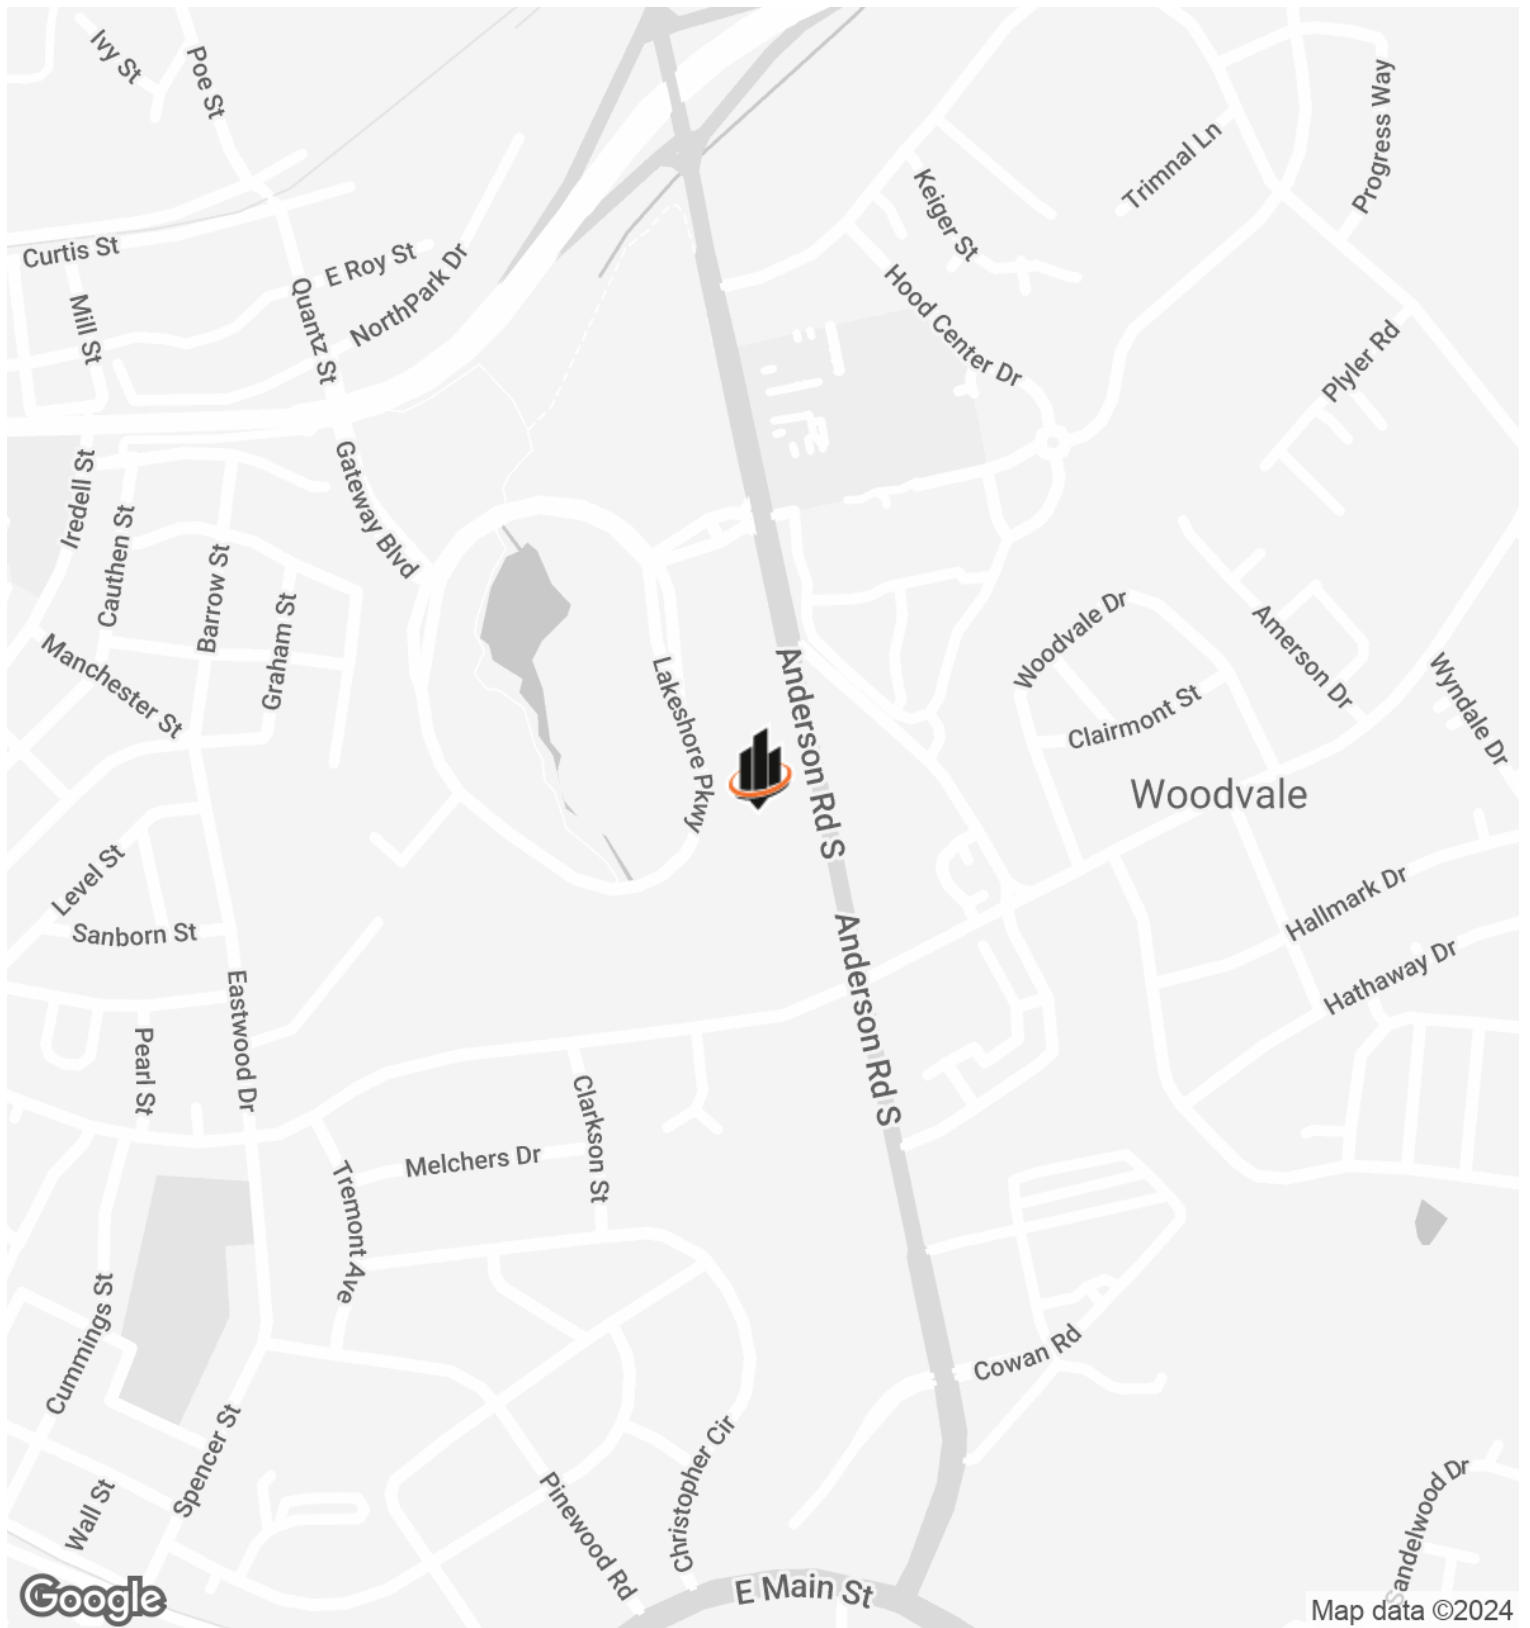 Ivy St
Poe St
Progress Way
Trimnal Ln
Keiger St
Curtis St
E Roy St
NorthPark Dr
Quantz St
Mill St
Hood Center Dr
Plyler Rd
Iredell St
Gateway Blvd
Cauthen St
Barrow St
Graham St
Manchester St
Woodvale Dr
Amerson Dr
Clairmont St
Wyndale Dr
Lakeshore Pkwy
Anderson Rd S
Woodvale
Level St
Sanborn St
Hallmark Dr
Hathaway Dr
Anderson Rd S
Eastwood Dr
Pearl St
Clarkson St
Melchers Dr
Tremont Ave
Cummings St
Cowan Rd
Spencer St
Christopher Cir
Pinewood Rd
Wall St
Sandelwood Dr
E Main St
Google
Map data ©2024